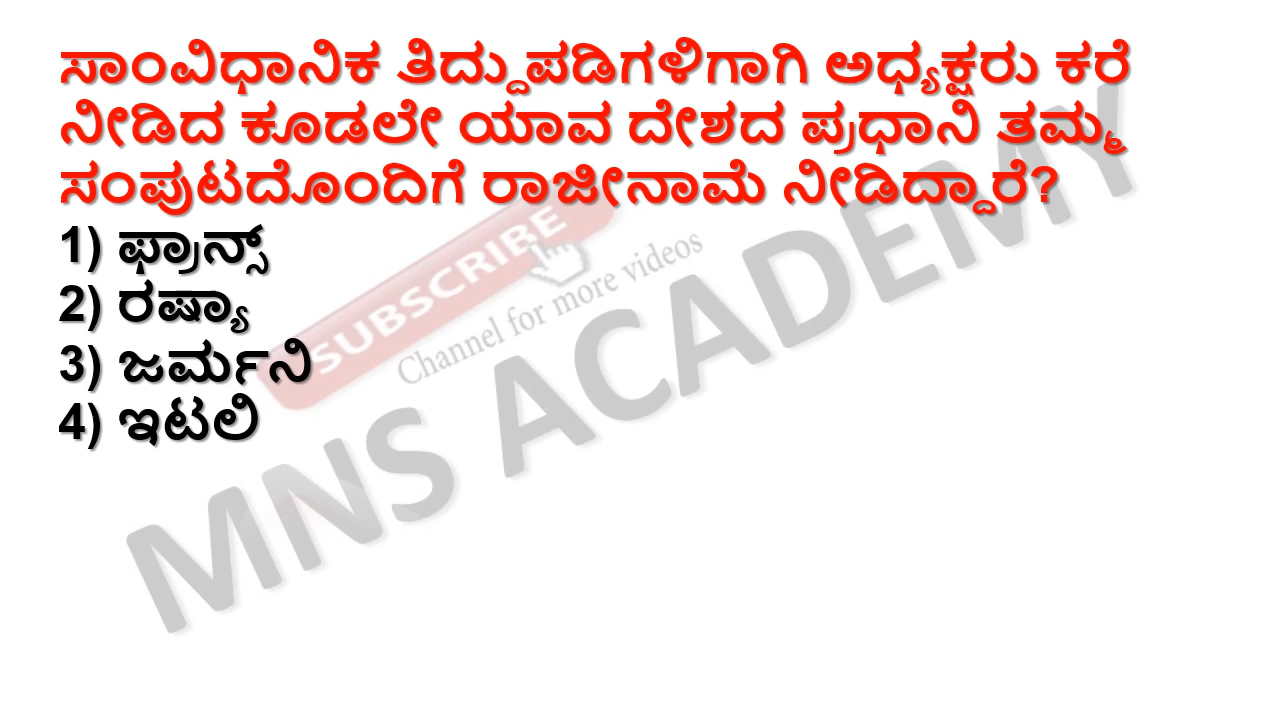 ಸಾಂವಿಧಾನಿಕ ತಿದ್ದುಪಡಿಗಳಿಗಾಗಿ ಅಧ್ಯಕ್ಷರು ಕರೆ
ನೀಡಿದ ಕೂಡಲೇ ಯಾವ ದೇಶದ ಪ್ರಧಾನಿ ತಮ್ಮ
ಸಂಪುಟದೊಂದಿಗೆ ರಾಜೀನಾಮೆ ನೀಡಿದ್ದಾರೆ?
1) ಫ್ರಾನ್ಸ್
2) ರಷ್ಯಾ
3) ಜರ್ಮನಿ
4) ಇಟಲಿ
SUBSCRIBE
Channel for more videos
MNS ACADEMY